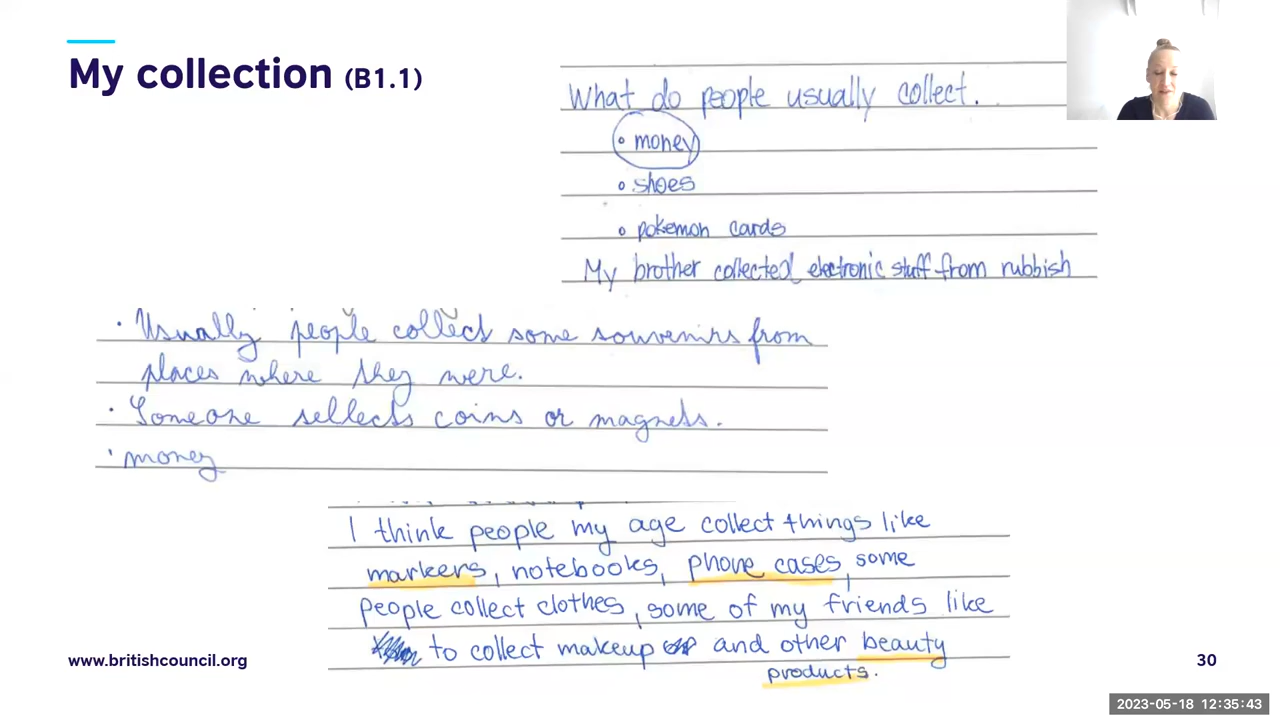 My collection (B1.1)
What do people usually collect.
• money
• shoes
• pokemon cards
My brother collected electronic stuff from rubbish
• Usually people collect some souvenirs from
places where they were.
• Someone sellects coins or magnets.
• money
I think people my age collect things like
markers, notebooks, phone cases, some
people collect clothes, some of my friends like
to collect makeup and other beauty
products.
www.britishcouncil.org
30
2023-05-18 12:35:43